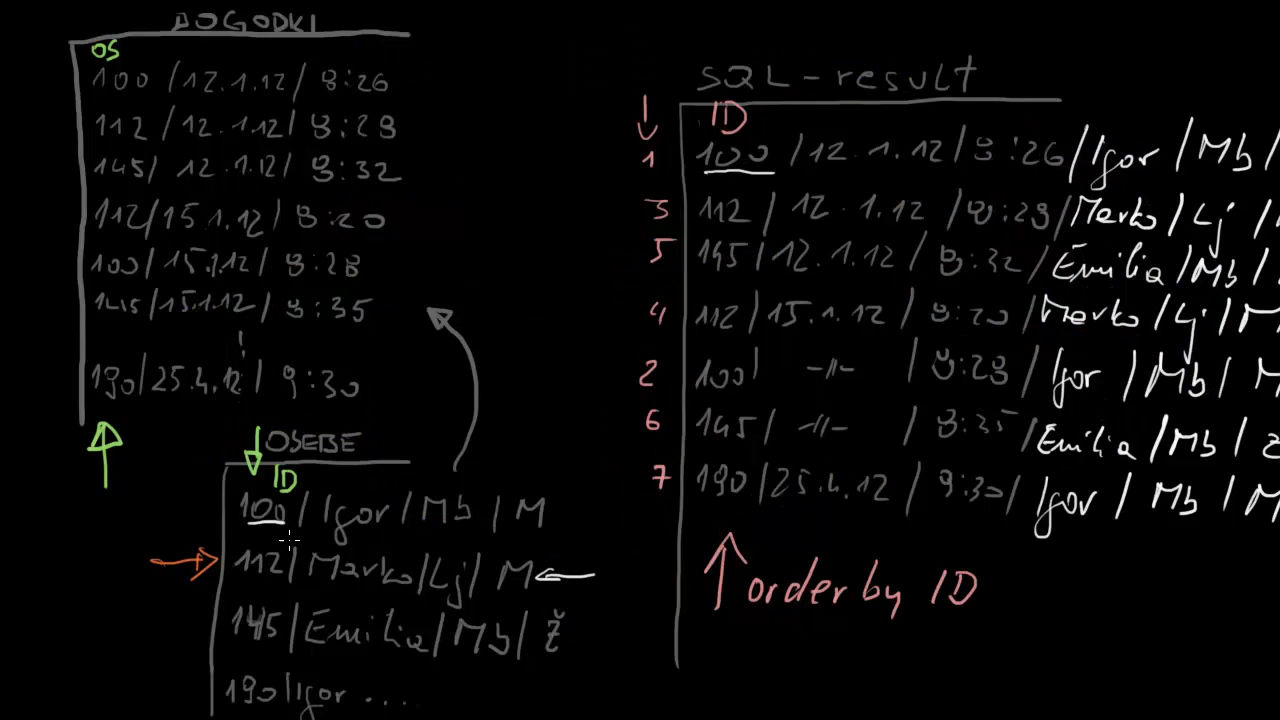 POGODKI
OS
100 / 12.1.12 / 8:26
112 / 12.1.12 / 8:28
145 / 12.1.12 / 8:32
112 / 15.1.12 / 8:20
100 / 15.1.12 / 8:28
145 / 15.1.12 / 8:35
190 / 25.4.12 / 9:30
OSEBE
ID
100 / Igor / Mb / M
112 / Marko / Lj / M
145 / Emilia / Mb / Ž
190 / Igor ....
SQL - result
ID
1 100 / 12.1.12 / 8:26 / Igor / Mb /
3 112 / 12.1.12 / 8:28 / Marko / Lj /
5 145 / 12.1.12 / 8:32 / Emilia / Mb /
4 112 / 15.1.12 / 8:20 / Marko / Lj / M
2 100 / -||- / 8:28 / Igor / Mb / M
6 145 / -||- / 8:35 / Emilia / Mb / Ž
7 190 / 25.4.12 / 9:30 / Igor / Mb / M
order by ID